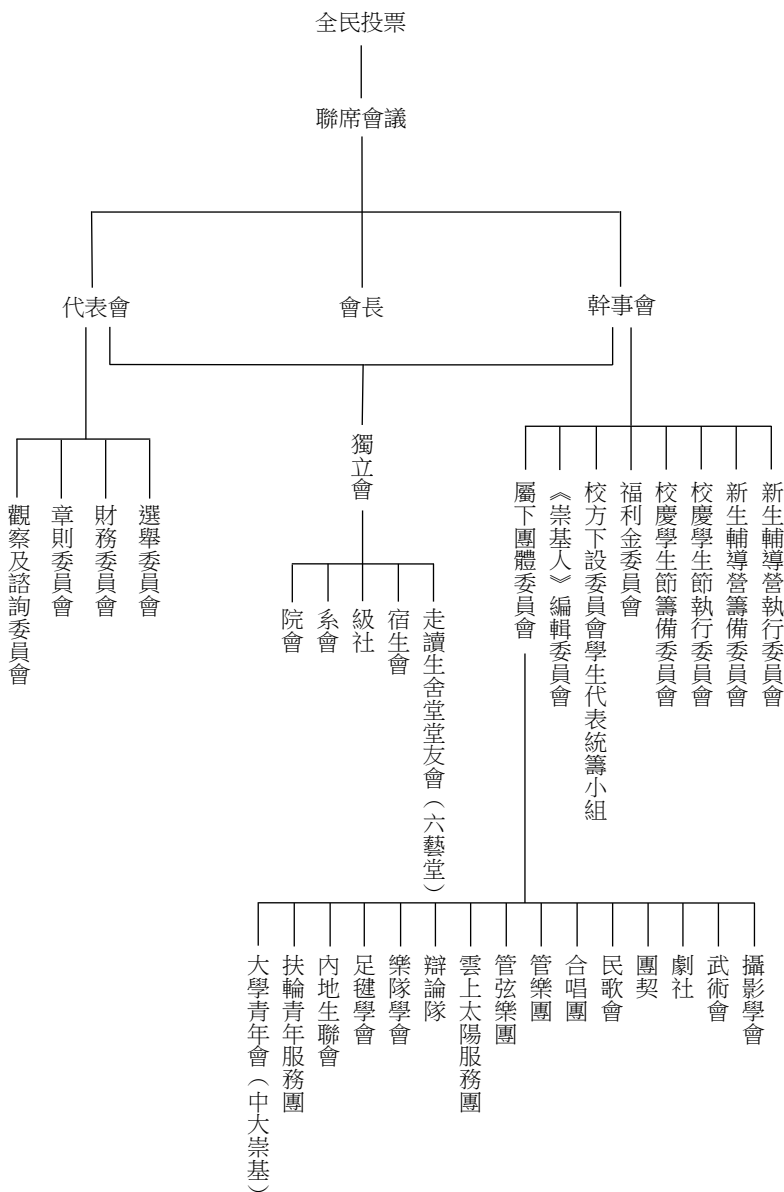 全民投票
聯席會議
代表會
會長
幹事會
觀察及諮詢委員會
章則委員會
財務委員會
選舉委員會
獨立會
院會
系會
級社
宿生會
走讀生舍堂堂友會（六藝堂）
屬下團體委員會
《崇基人》編輯委員會
校方下設委員會學生代表統籌小組
福利金委員會
校慶學生節籌備委員會
校慶學生節執行委員會
新生輔導營籌備委員會
新生輔導營執行委員會
大學青年會（中大崇基）
扶輪青年服務團
內地生聯會
足毽學會
樂隊學會
辯論隊
雲上太陽服務團
管弦樂團
管樂團
合唱團
民歌會
團契
劇社
武術會
攝影學會